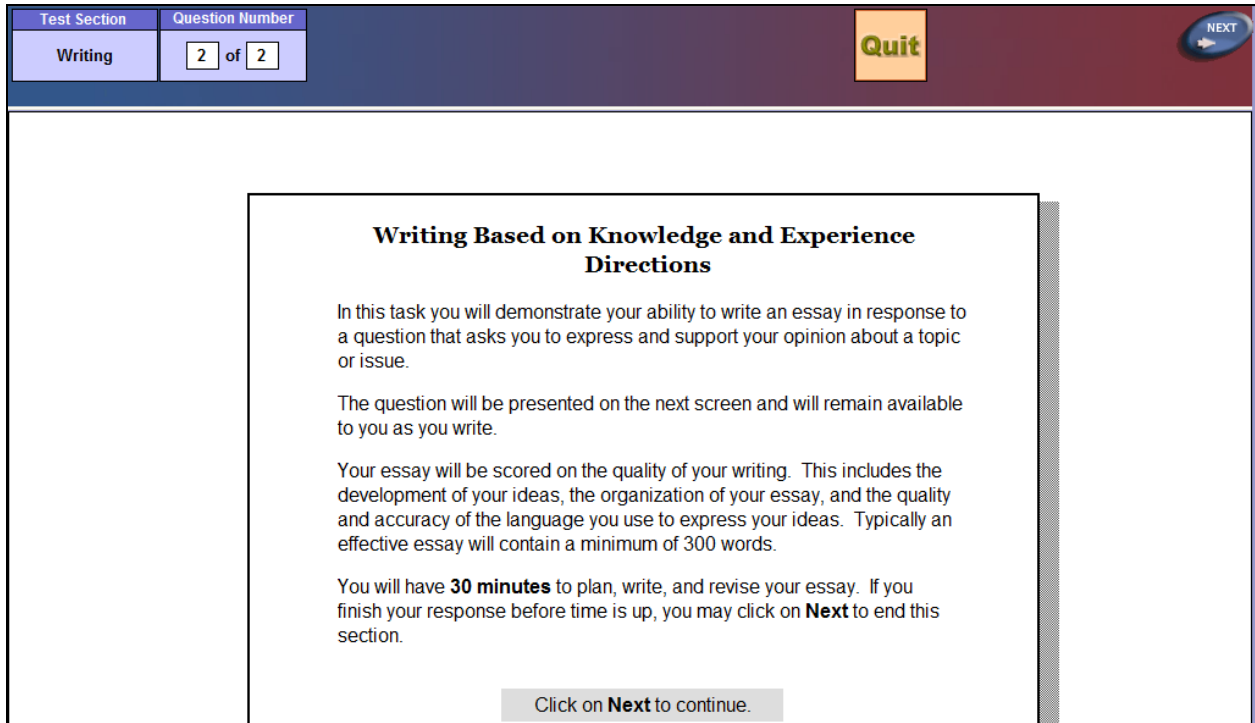 Test Section
Question Number
Writing
2 of 2
Quit
NEXT
Writing Based on Knowledge and Experience
Directions
In this task you will demonstrate your ability to write an essay in response to
a question that asks you to express and support your opinion about a topic
or issue.
The question will be presented on the next screen and will remain available
to you as you write.
Your essay will be scored on the quality of your writing.  This includes the
development of your ideas, the organization of your essay, and the quality
and accuracy of the language you use to express your ideas.  Typically an
effective essay will contain a minimum of 300 words.
You will have 30 minutes to plan, write, and revise your essay.  If you
finish your response before time is up, you may click on Next to end this
section.
Click on Next to continue.